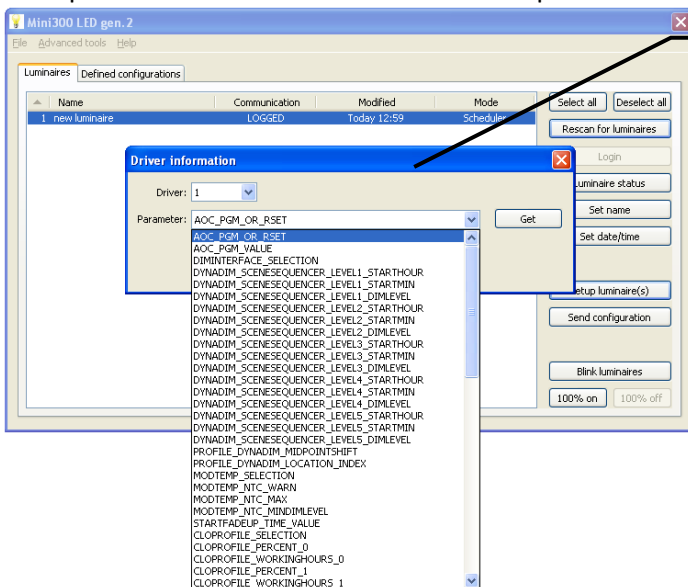 Mini300 LED gen.2
File Advanced tools Help
Luminaires Defined configurations
Name Communication Modified Mode
1 new luminaire LOGGED Today 12:59 Scheduler
Select all Deselect all
Rescan for luminaires
Login
Luminaire status
Set name
Set date/time
Setup luminaire(s)
Send configuration
Blink luminaires
100% on 100% off
Driver information
Driver: 1
Parameter: AOC_PGM_OR_RSET Get
AOC_PGM_OR_RSET
AOC_PGM_VALUE
DIMINTERFACE_SELECTION
DYNADIM_SCENESEQUENCER_LEVEL1_STARTHOUR
DYNADIM_SCENESEQUENCER_LEVEL1_STARTMIN
DYNADIM_SCENESEQUENCER_LEVEL1_DIMLEVEL
DYNADIM_SCENESEQUENCER_LEVEL2_STARTHOUR
DYNADIM_SCENESEQUENCER_LEVEL2_STARTMIN
DYNADIM_SCENESEQUENCER_LEVEL2_DIMLEVEL
DYNADIM_SCENESEQUENCER_LEVEL3_STARTHOUR
DYNADIM_SCENESEQUENCER_LEVEL3_STARTMIN
DYNADIM_SCENESEQUENCER_LEVEL3_DIMLEVEL
DYNADIM_SCENESEQUENCER_LEVEL4_STARTHOUR
DYNADIM_SCENESEQUENCER_LEVEL4_STARTMIN
DYNADIM_SCENESEQUENCER_LEVEL4_DIMLEVEL
DYNADIM_SCENESEQUENCER_LEVEL5_STARTHOUR
DYNADIM_SCENESEQUENCER_LEVEL5_STARTMIN
DYNADIM_SCENESEQUENCER_LEVEL5_DIMLEVEL
PROFILE_DYNADIM_MIDPOINTSHIFT
PROFILE_DYNADIM_LOCATION_INDEX
MODTEMP_SELECTION
MODTEMP_NTC_WARN
MODTEMP_NTC_MAX
MODTEMP_NTC_MINDIMLEVEL
STARTFADEUP_TIME_VALUE
CLOPROFILE_SELECTION
CLOPROFILE_PERCENT_0
CLOPROFILE_WORKINGHOURS_0
CLOPROFILE_PERCENT_1
CLOPROFILE_WORKINGHOURS_1